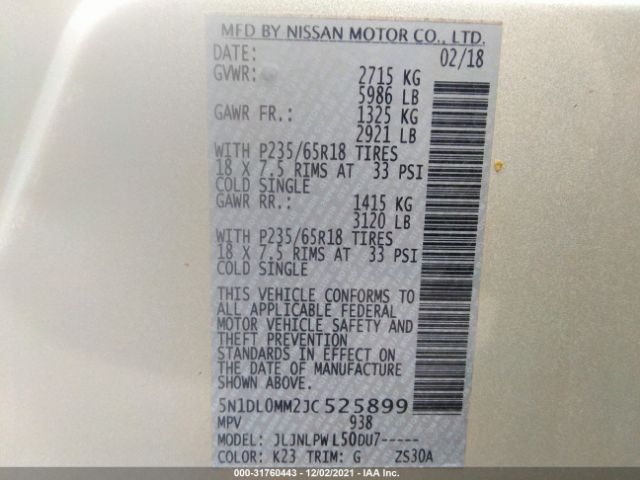 MFD BY NISSAN MOTOR CO., LTD.
DATE: 02/18
GVWR: 2715 KG
5986 LB
GAWR FR.: 1325 KG
2921 LB
WITH P235/65R18 TIRES
18 X 7.5 RIMS AT 33 PSI
COLD SINGLE
GAWR RR.: 1415 KG
3120 LB
WITH P235/65R18 TIRES
18 X 7.5 RIMS AT 33 PSI
COLD SINGLE
THIS VEHICLE CONFORMS TO
ALL APPLICABLE FEDERAL
MOTOR VEHICLE SAFETY AND
THEFT PREVENTION
STANDARDS IN EFFECT ON
THE DATE OF MANUFACTURE
SHOWN ABOVE.
5N1DL0MM2JC525899
MPV 938
MODEL: JLJNLPWL50DU7-----
COLOR: K23 TRIM: G ZS30A
000-31760443 - 12/02/2021 - IAA Inc.